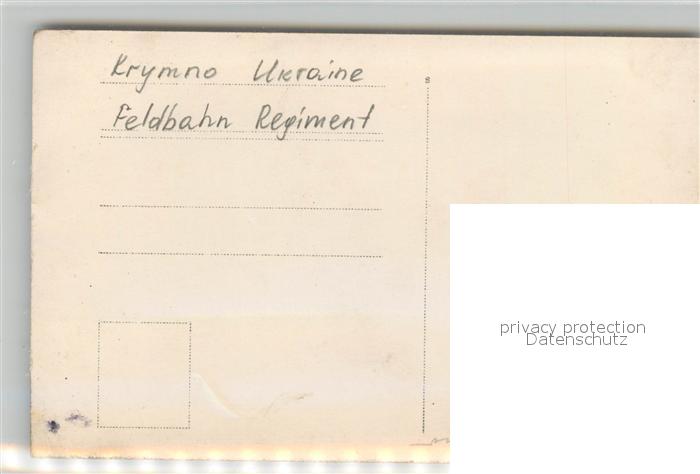 Krymno Ukraine
Feldbahn Regiment
privacy protection
Datenschutz